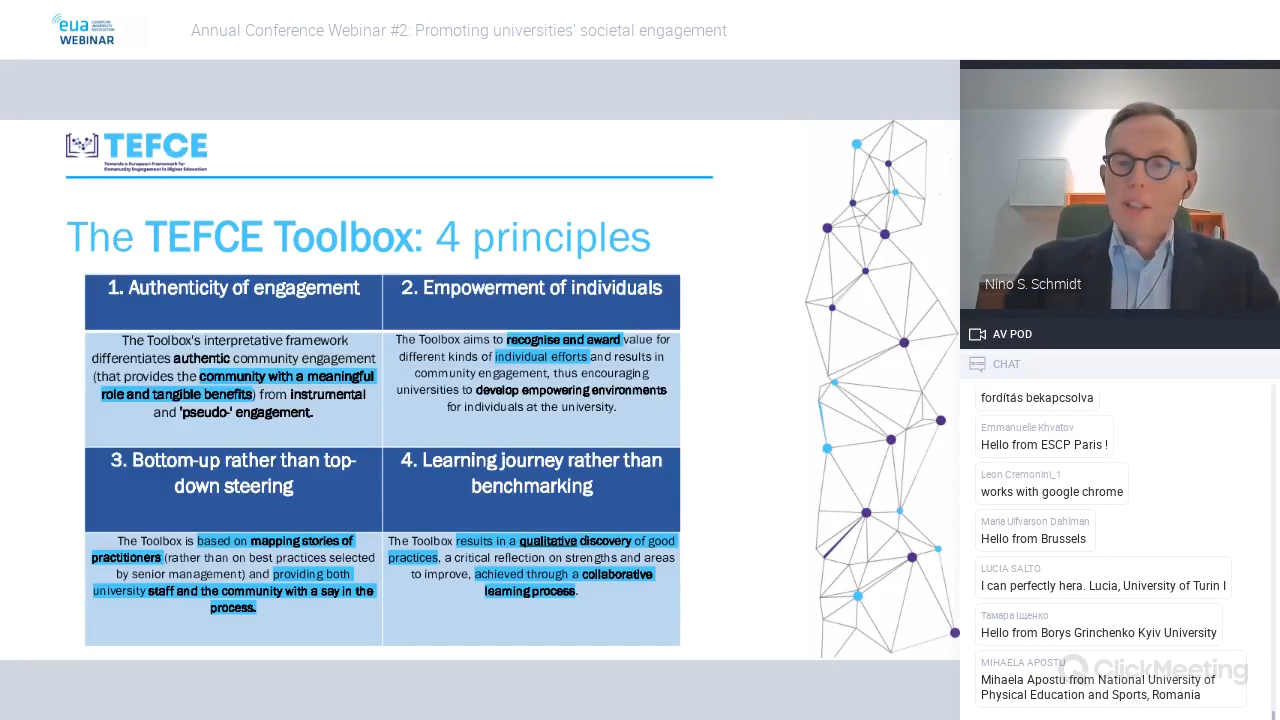 eua EUROPEAN UNIVERSITY ASSOCIATION
WEBINAR
Annual Conference Webinar #2: Promoting universities' societal engagement
TEFCE
Towards a European Framework for
Community Engagement in Higher Education
The TEFCE Toolbox: 4 principles
1. Authenticity of engagement
The Toolbox's interpretative framework
differentiates authentic community engagement
(that provides the community with a meaningful
role and tangible benefits) from instrumental
and 'pseudo-' engagement.
2. Empowerment of individuals
The Toolbox aims to recognise and award value for
different kinds of individual efforts and results in
community engagement, thus encouraging
universities to develop empowering environments
for individuals at the university.
3. Bottom-up rather than top-
down steering
The Toolbox is based on mapping stories of
practitioners (rather than on best practices selected
by senior management) and providing both
university staff and the community with a say in the
process.
4. Learning journey rather than
benchmarking
The Toolbox results in a qualitative discovery of good
practices, a critical reflection on strengths and areas
to improve, achieved through a collaborative
learning process.
Nino S. Schmidt
AV POD
CHAT
fordítás bekapcsolva
Emmanuelle Khvatov
Hello from ESCP Paris !
Leon Cremonini_1
works with google chrome
Maria Ulfvarson Dahlman
Hello from Brussels
LUCIA SALTO
I can perfectly hera. Lucia, University of Turin I
Тамара Іщенко
Hello from Borys Grinchenko Kyiv University
MIHAELA APOSTU
Mihaela Apostu from National University of
Physical Education and Sports, Romania
ClickMeeting